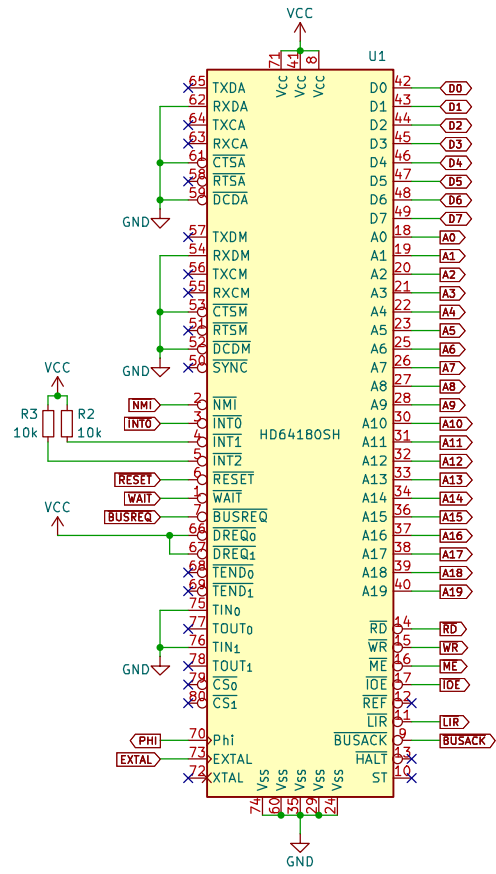 VCC
71 41 8 U1
Vcc Vcc Vcc
65 TXDA D0 42 D0
62 RXDA D1 43 D1
64 TXCA D2 44 D2
63 RXCA D3 45 D3
61 CTSA D4 46 D4
58 RTSA D5 47 D5
59 DCDA D6 48 D6
GND D7 49 D7
57 TXDM A0 18 A0
54 RXDM A1 19 A1
56 TXCM A2 20 A2
55 RXCM A3 21 A3
53 CTSM A4 22 A4
51 RTSM A5 23 A5
52 DCDM A6 25 A6
GND 50 SYNC A7 26 A7
VCC A8 27 A8
NMI 2 NMI A9 28 A9
R3 R2 INT0 3 INT0 A10 30 A10
10k 10k 4 INT1 HD64180SH A11 31 A11
5 INT2 A12 32 A12
RESET 6 RESET A13 33 A13
WAIT 1 WAIT A14 34 A14
BUSREQ 7 BUSREQ A15 36 A15
VCC 66 DREQ0 A16 37 A16
67 DREQ1 A17 38 A17
68 TEND0 A18 39 A18
69 TEND1 A19 40 A19
75 TIN0
77 TOUT0 RD 14 RD
76 TIN1 WR 15 WR
GND 78 TOUT1 ME 16 ME
79 CS0 IOE 17 IOE
80 CS1 REF 12
LIR 11 LIR
PHI 70 Phi BUSACK 9 BUSACK
EXTAL 73 EXTAL HALT 13
72 XTAL ST 10
Vss Vss Vss Vss Vss
74 60 35 29 24
GND